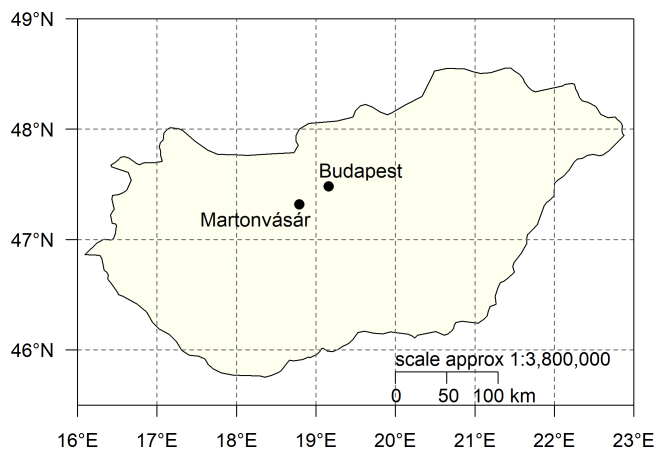 49°N
48°N
Budapest
Martonvásár
47°N
46°N
scale approx 1:3,800,000
0 50 100 km
16°E 17°E 18°E 19°E 20°E 21°E 22°E 23°E